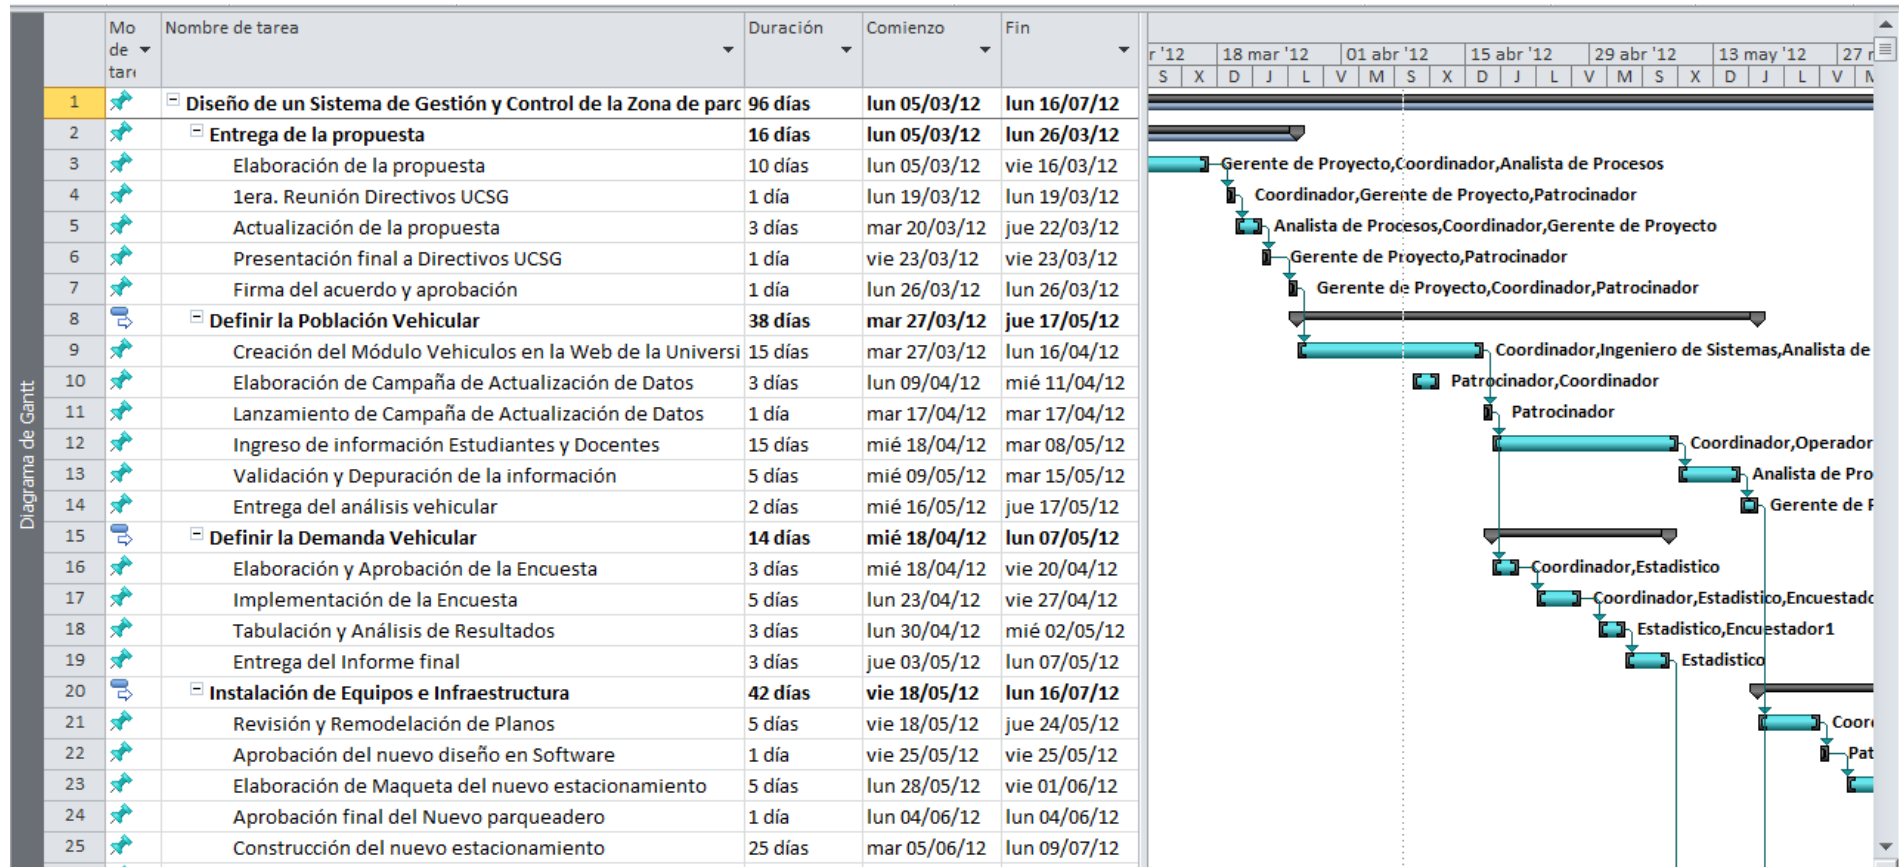 Mo de tar Nombre de tarea Duración Comienzo Fin
'12 18 mar '12 01 abr '12 15 abr '12 29 abr '12 13 may '12 27
S X D J L V M S X D J L V M S X D J L V
1 Diseño de un Sistema de Gestión y Control de la Zona de parc 96 días lun 05/03/12 lun 16/07/12
2 Entrega de la propuesta 16 días lun 05/03/12 lun 26/03/12
3 Elaboración de la propuesta 10 días lun 05/03/12 vie 16/03/12 Gerente de Proyecto,Coordinador,Analista de Procesos
4 1era. Reunión Directivos UCSG 1 día lun 19/03/12 lun 19/03/12 Coordinador,Gerente de Proyecto,Patrocinador
5 Actualización de la propuesta 3 días mar 20/03/12 jue 22/03/12 Analista de Procesos,Coordinador,Gerente de Proyecto
6 Presentación final a Directivos UCSG 1 día vie 23/03/12 vie 23/03/12 Gerente de Proyecto,Patrocinador
7 Firma del acuerdo y aprobación 1 día lun 26/03/12 lun 26/03/12 Gerente de Proyecto,Coordinador,Patrocinador
8 Definir la Población Vehicular 38 días mar 27/03/12 jue 17/05/12
9 Creación del Módulo Vehiculos en la Web de la Universi 15 días mar 27/03/12 lun 16/04/12 Coordinador,Ingeniero de Sistemas,Analista de
10 Elaboración de Campaña de Actualización de Datos 3 días lun 09/04/12 mié 11/04/12 Patrocinador,Coordinador
11 Lanzamiento de Campaña de Actualización de Datos 1 día mar 17/04/12 mar 17/04/12 Patrocinador
12 Ingreso de información Estudiantes y Docentes 15 días mié 18/04/12 mar 08/05/12 Coordinador,Operador
13 Validación y Depuración de la información 5 días mié 09/05/12 mar 15/05/12 Analista de Pro
14 Entrega del análisis vehicular 2 días mié 16/05/12 jue 17/05/12 Gerente de P
15 Definir la Demanda Vehicular 14 días mié 18/04/12 lun 07/05/12
16 Elaboración y Aprobación de la Encuesta 3 días mié 18/04/12 vie 20/04/12 Coordinador,Estadistico
17 Implementación de la Encuesta 5 días lun 23/04/12 vie 27/04/12 Coordinador,Estadistico,Encuestado
18 Tabulación y Análisis de Resultados 3 días lun 30/04/12 mié 02/05/12 Estadistico,Encuestador1
19 Entrega del Informe final 3 días jue 03/05/12 lun 07/05/12 Estadistico
20 Instalación de Equipos e Infraestructura 42 días vie 18/05/12 lun 16/07/12
21 Revisión y Remodelación de Planos 5 días vie 18/05/12 jue 24/05/12 Coor
22 Aprobación del nuevo diseño en Software 1 día vie 25/05/12 vie 25/05/12 Pat
23 Elaboración de Maqueta del nuevo estacionamiento 5 días lun 28/05/12 vie 01/06/12
24 Aprobación final del Nuevo parqueadero 1 día lun 04/06/12 lun 04/06/12
25 Construcción del nuevo estacionamiento 25 días mar 05/06/12 lun 09/07/12
Diagrama de Gantt